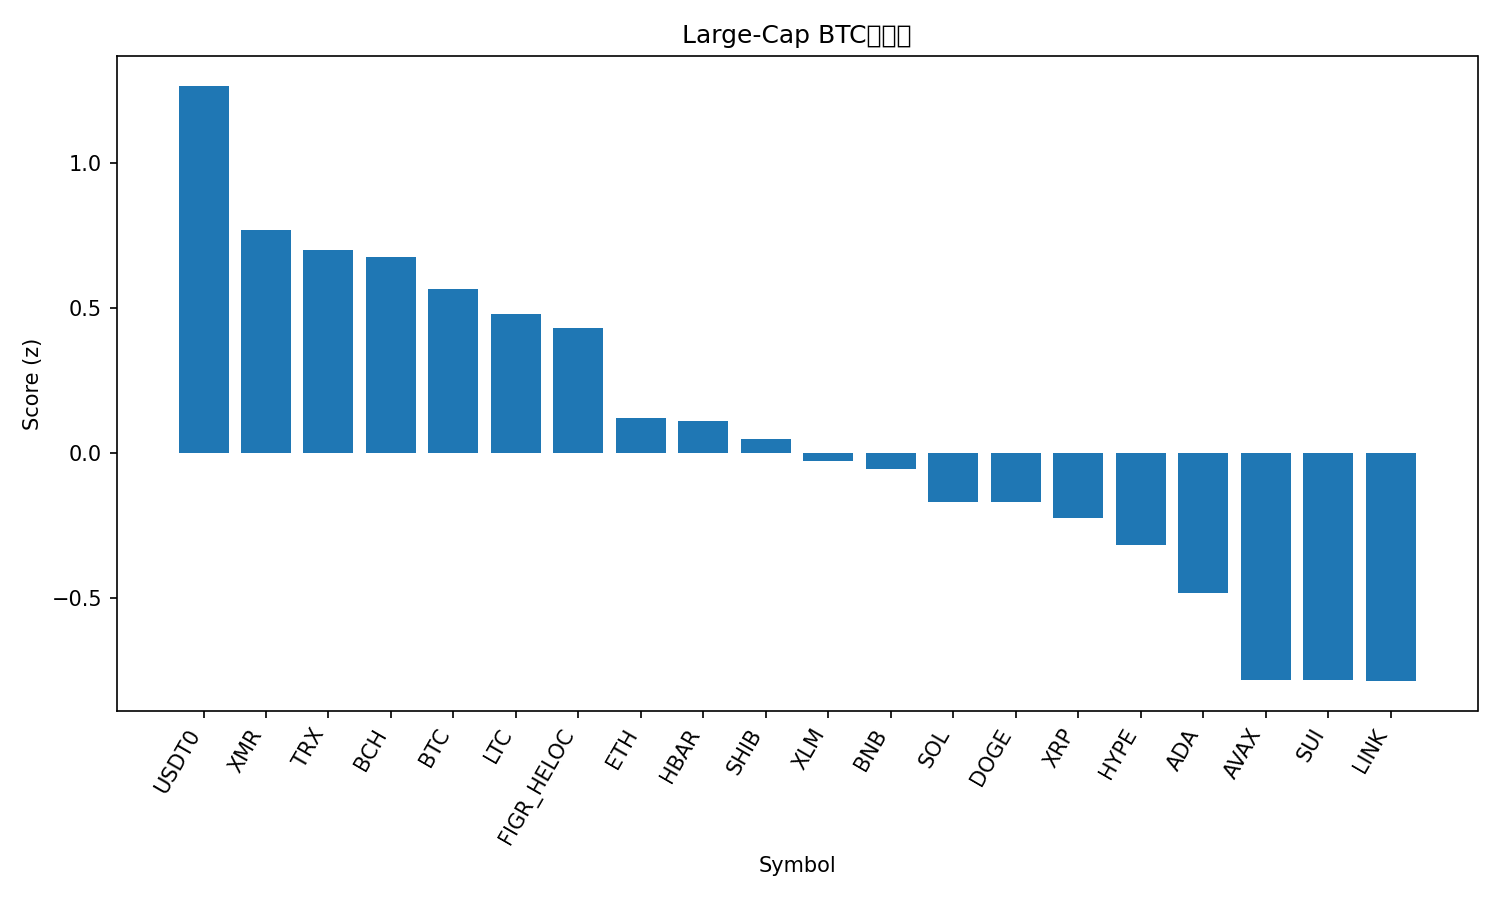 Large-Cap BTC
Score (z)
1.0
0.5
0.0
−0.5
USDT0
XMR
TRX
BCH
BTC
LTC
FIGR_HELOC
ETH
HBAR
SHIB
XLM
BNB
SOL
DOGE
XRP
HYPE
ADA
AVAX
SUI
LINK
Symbol